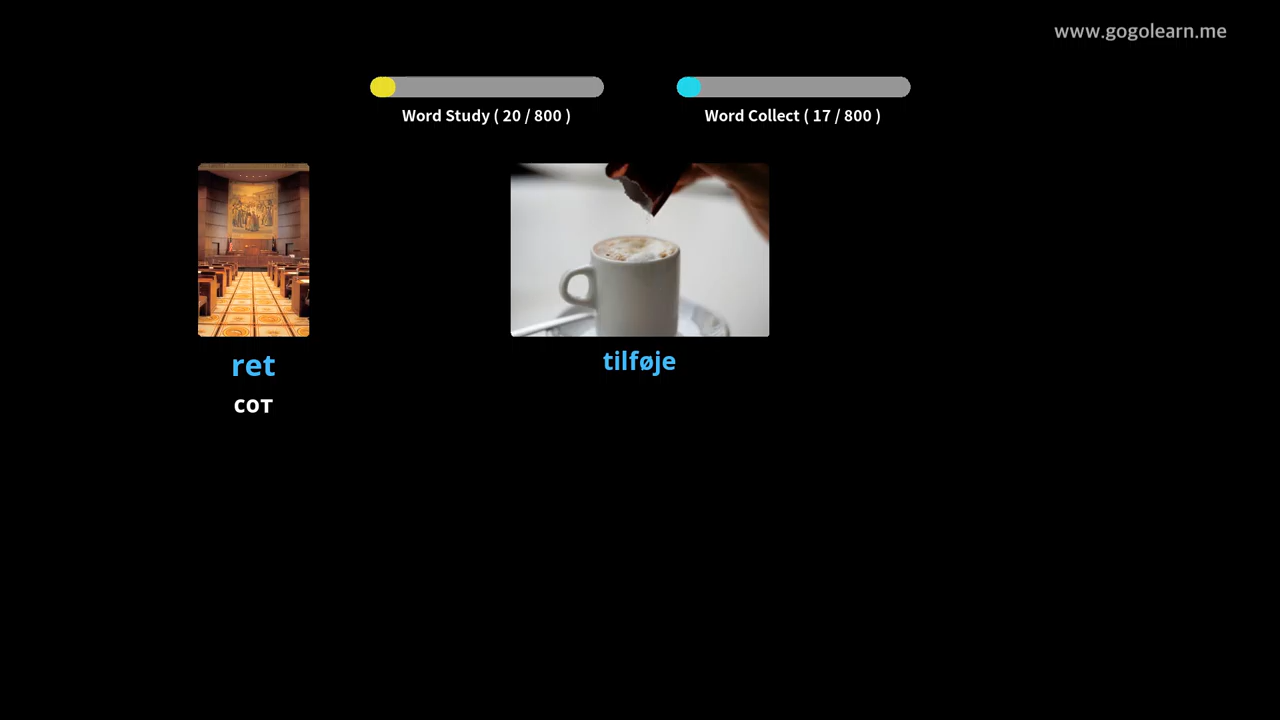 www.gogolearn.me
Word Study ( 20 / 800 )
Word Collect ( 17 / 800 )
ret
сот
tilføje